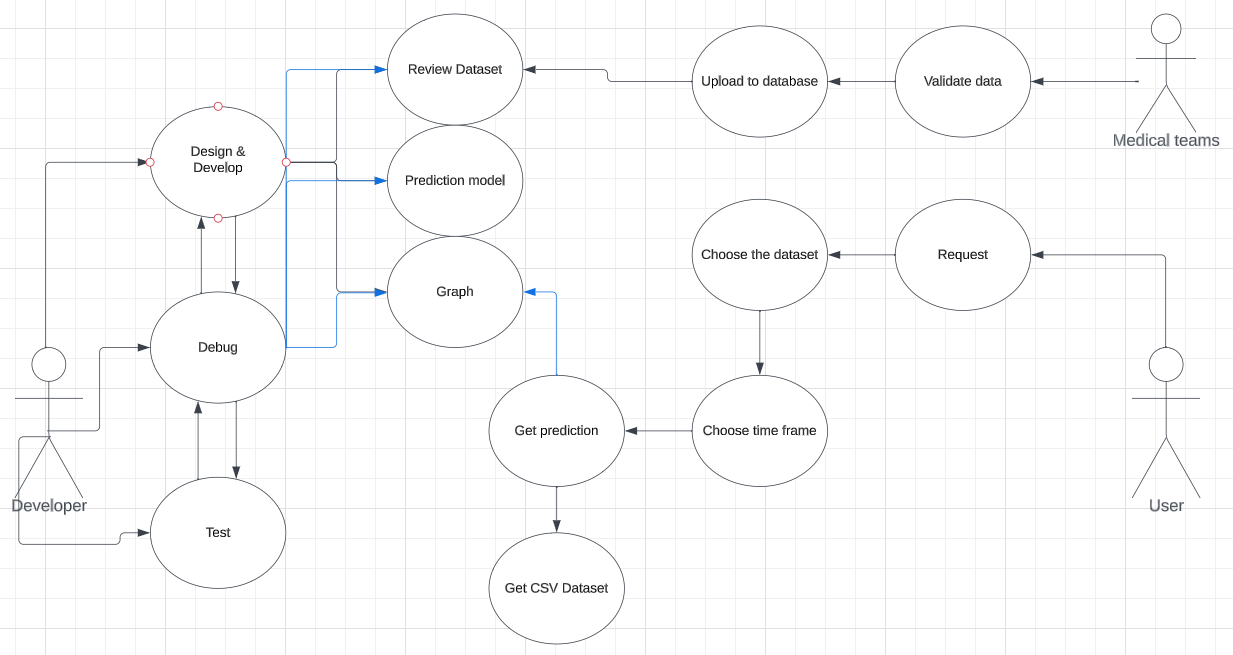 Review Dataset
Upload to database
Validate data
Medical teams
Design &
Develop
Prediction model
Choose the dataset
Request
Graph
Debug
Get prediction
Choose time frame
Developer
User
Test
Get CSV Dataset